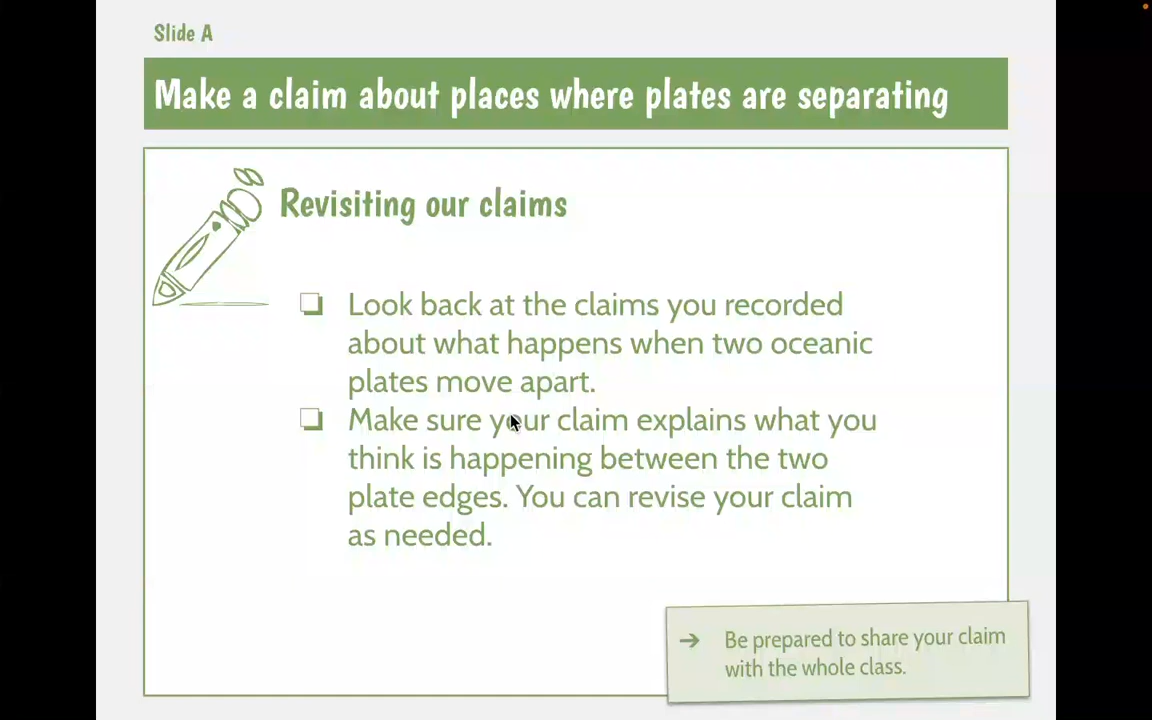 Slide A
Make a claim about places where plates are separating
Revisiting our claims
❏ Look back at the claims you recorded
about what happens when two oceanic
plates move apart.
❏ Make sure your claim explains what you
think is happening between the two
plate edges. You can revise your claim
as needed.
➔ Be prepared to share your claim
with the whole class.